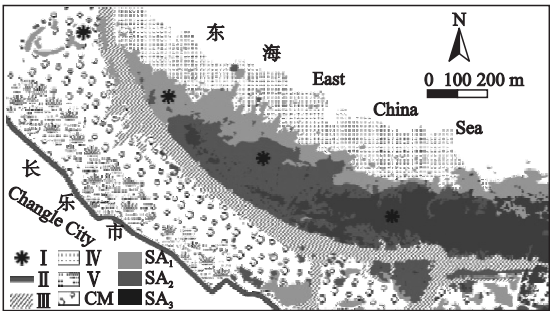 N
东 海
East
China
Sea
0 100 200 m
长 乐 市
Changle City
I IV SA₁
II V SA₂
III CM SA₃